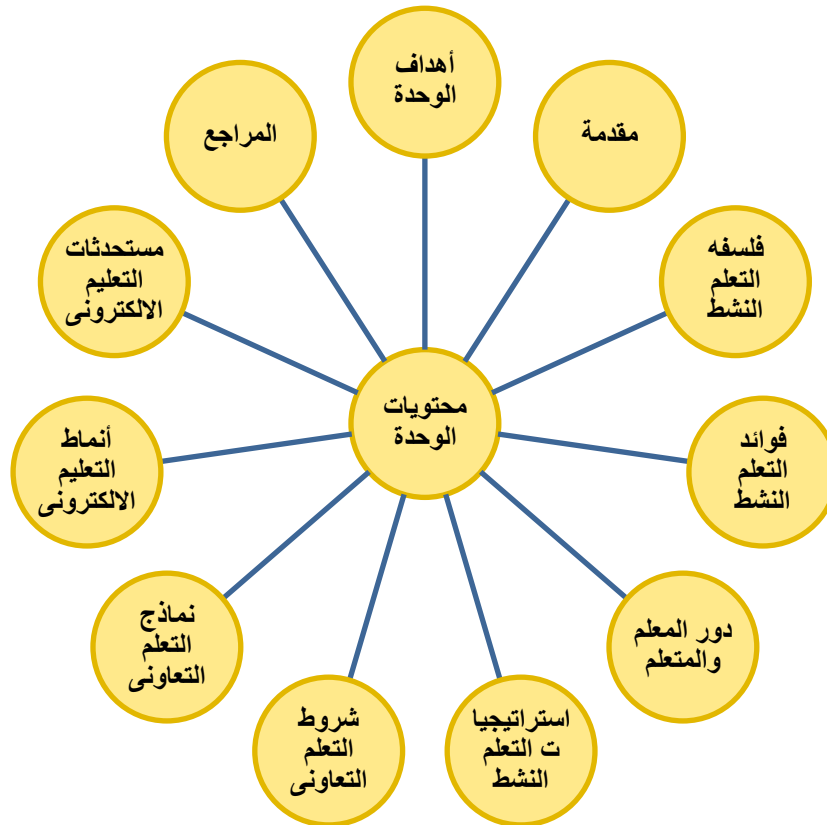 أهداف
الوحدة
مقدمة
فلسفه
التعلم
النشط
فوائد
التعلم
النشط
دور المعلم
والمتعلم
استراتيجيا
ت التعلم
النشط
شروط
التعلم
التعاونى
نماذج
التعلم
التعاونى
أنماط
التعليم
الالكترونى
مستحدثات
التعليم
الالكترونى
المراجع
محتويات
الوحدة